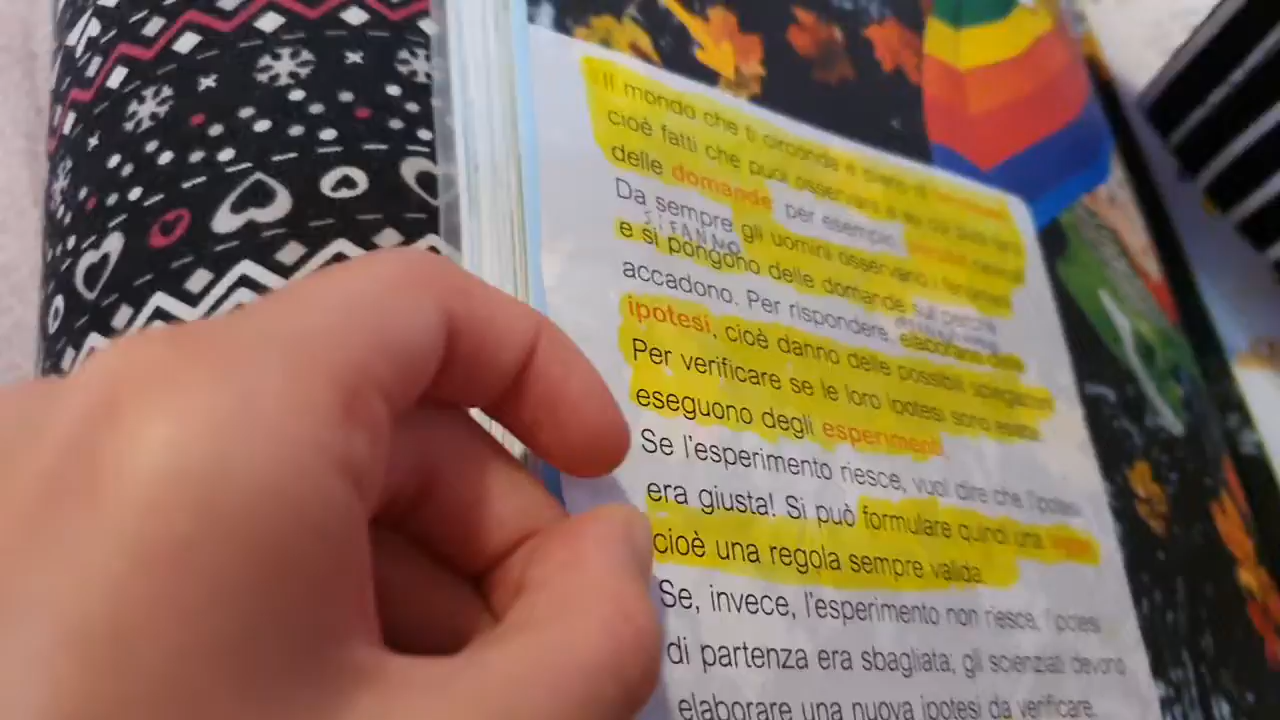 Il mondo che ti circonda è
cioè fatti che puoi osservare e su cui
delle domande per esempio,
Da sempre gli uomini osservano i fenomeni
SI FANNO
e si pongono delle domande sul perché
accadono. Per rispondere, elaborano delle
ipotesi, cioè danno delle possibili spiegazioni.
Per verificare se le loro ipotesi sono esatte,
eseguono degli esperimenti.
Se l'esperimento riesce, vuol dire che l'ipotesi
era giusta! Si può formulare quindi una
cioè una regola sempre valida.
Se, invece, l'esperimento non riesce, l'ipotesi
di partenza era sbagliata; gli scienziati devono
elaborare una nuova ipotesi da verificare.